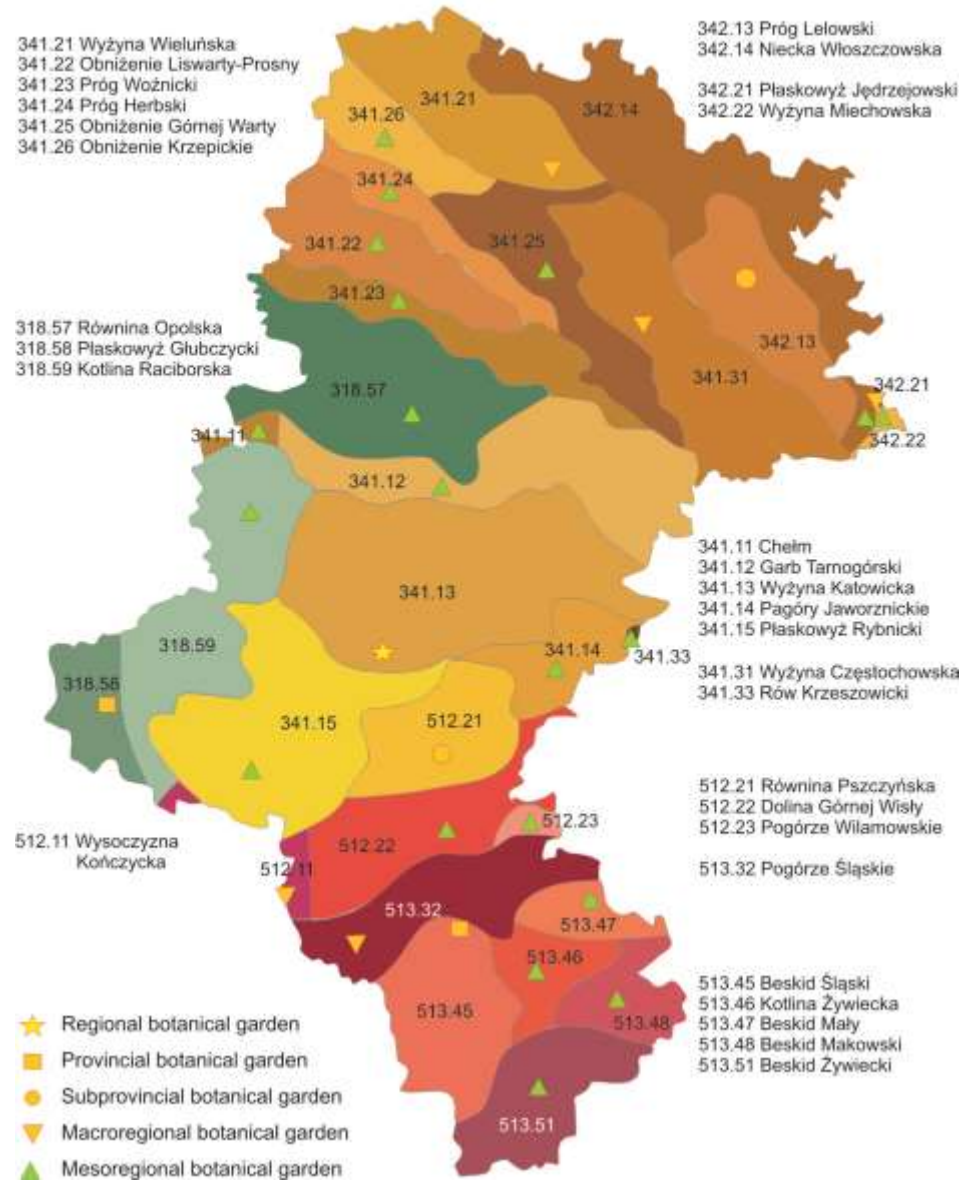 341.21 Wyżyna Wieluńska
341.22 Obniżenie Liswarty-Prosny
341.23 Próg Woźnicki
341.24 Próg Herbski
341.25 Obniżenie Górnej Warty
341.26 Obniżenie Krzepickie
342.13 Próg Lelowski
342.14 Niecka Włoszczowska
342.21 Płaskowyż Jędrzejowski
342.22 Wyżyna Miechowska
341.21
341.26
342.14
341.24
341.22
341.25
341.23
318.57 Równina Opolska
318.58 Płaskowyż Głubczycki
318.59 Kotlina Raciborska
342.13
341.31
318.57
342.21
342.22
341.11
341.12
341.11 Chełm
341.12 Garb Tarnogórski
341.13 Wyżyna Katowicka
341.14 Pagóry Jaworznickie
341.15 Płaskowyż Rybnicki
341.31 Wyżyna Częstochowska
341.33 Rów Krzeszowicki
341.13
318.59
341.14
341.33
318.58
341.15
512.21
512.21 Równina Pszczyńska
512.22 Dolina Górnej Wisły
512.23 Pogórze Wilamowskie
513.32 Pogórze Śląskie
512.11 Wysoczyzna
Kończycka
512.23
512.22
512.11
513.32
513.47
513.46
513.45
513.48
513.51
513.45 Beskid Śląski
513.46 Kotlina Żywiecka
513.47 Beskid Mały
513.48 Beskid Makowski
513.51 Beskid Żywiecki
Regional botanical garden
Provincial botanical garden
Subprovincial botanical garden
Macroregional botanical garden
Mesoregional botanical garden